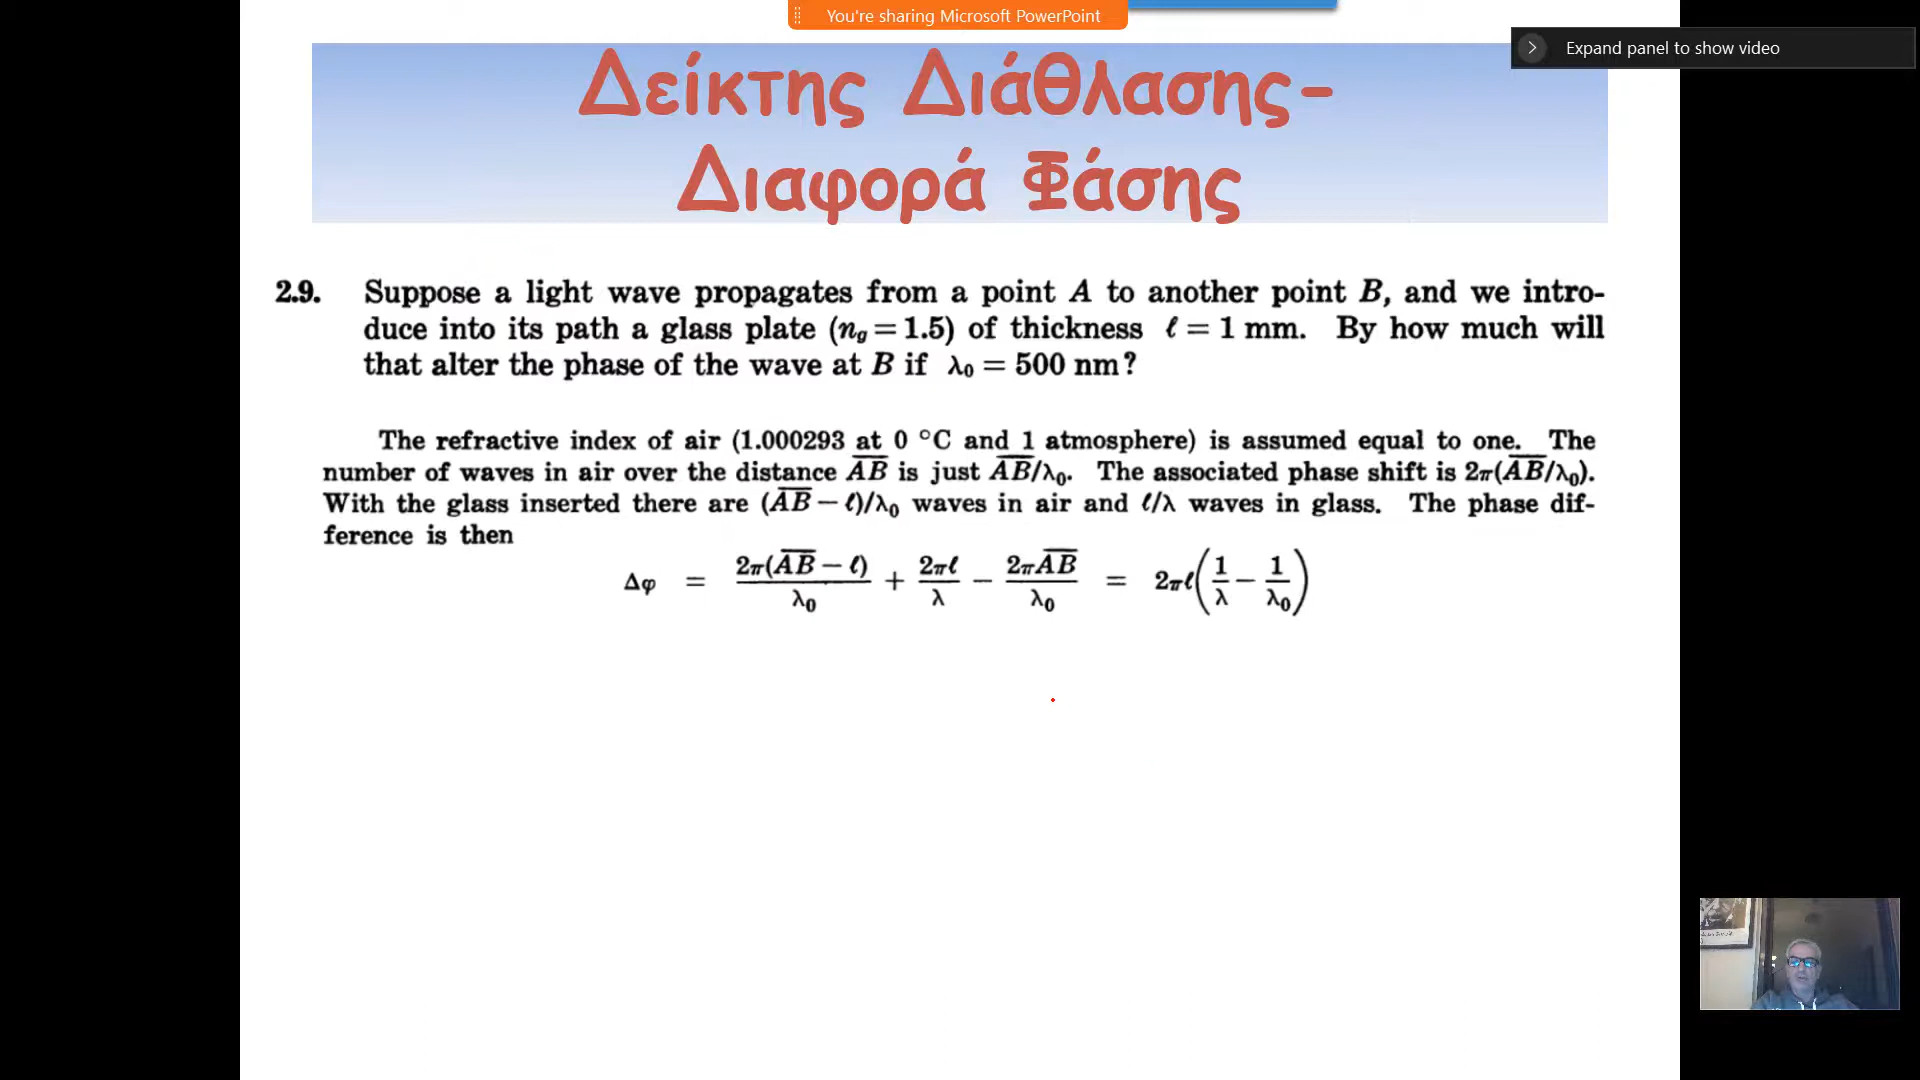 You're sharing Microsoft PowerPoint
Expand panel to show video
Δείκτης Διάθλασης-
Διαφορά Φάσης
2.9. Suppose a light wave propagates from a point A to another point B, and we intro-
duce into its path a glass plate (n_g = 1.5) of thickness ℓ = 1 mm. By how much will
that alter the phase of the wave at B if λ₀ = 500 nm?
The refractive index of air (1.000293 at 0 °C and 1 atmosphere) is assumed equal to one. The
number of waves in air over the distance A̅B̅ is just A̅B̅/λ₀. The associated phase shift is 2π(A̅B̅/λ₀).
With the glass inserted there are (A̅B̅ − ℓ)/λ₀ waves in air and ℓ/λ waves in glass. The phase dif-
ference is then
Δφ = 2π(A̅B̅ − ℓ)/λ₀ + 2πℓ/λ − 2πA̅B̅/λ₀ = 2πℓ(1/λ − 1/λ₀)